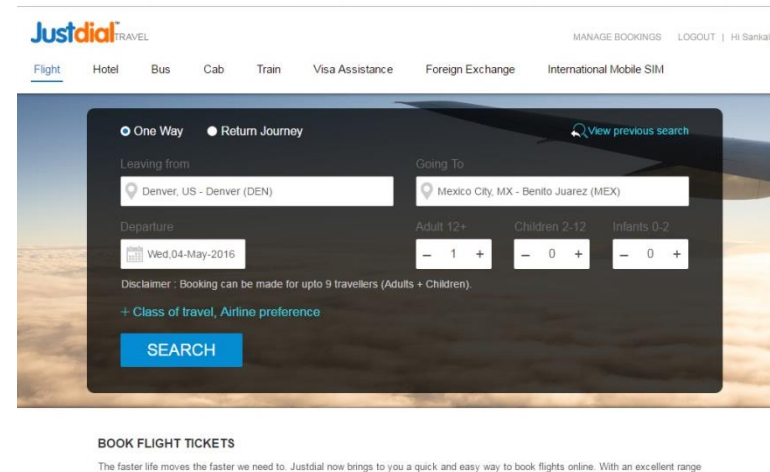 Justdial TRAVEL
MANAGE BOOKINGS LOGOUT | Hi Sankal
Flight Hotel Bus Cab Train Visa Assistance Foreign Exchange International Mobile SIM
One Way Return Journey View previous search
Leaving from Going To
Denver, US - Denver (DEN) Mexico City, MX - Benito Juarez (MEX)
Departure Adult 12+ Children 2-12 Infants 0-2
Wed,04-May-2016 – 1 + – 0 + – 0 +
Disclaimer : Booking can be made for upto 9 travellers (Adults + Children).
+ Class of travel, Airline preference
SEARCH
BOOK FLIGHT TICKETS
The faster life moves the faster we need to. Justdial now brings to you a quick and easy way to book flights online. With an excellent range